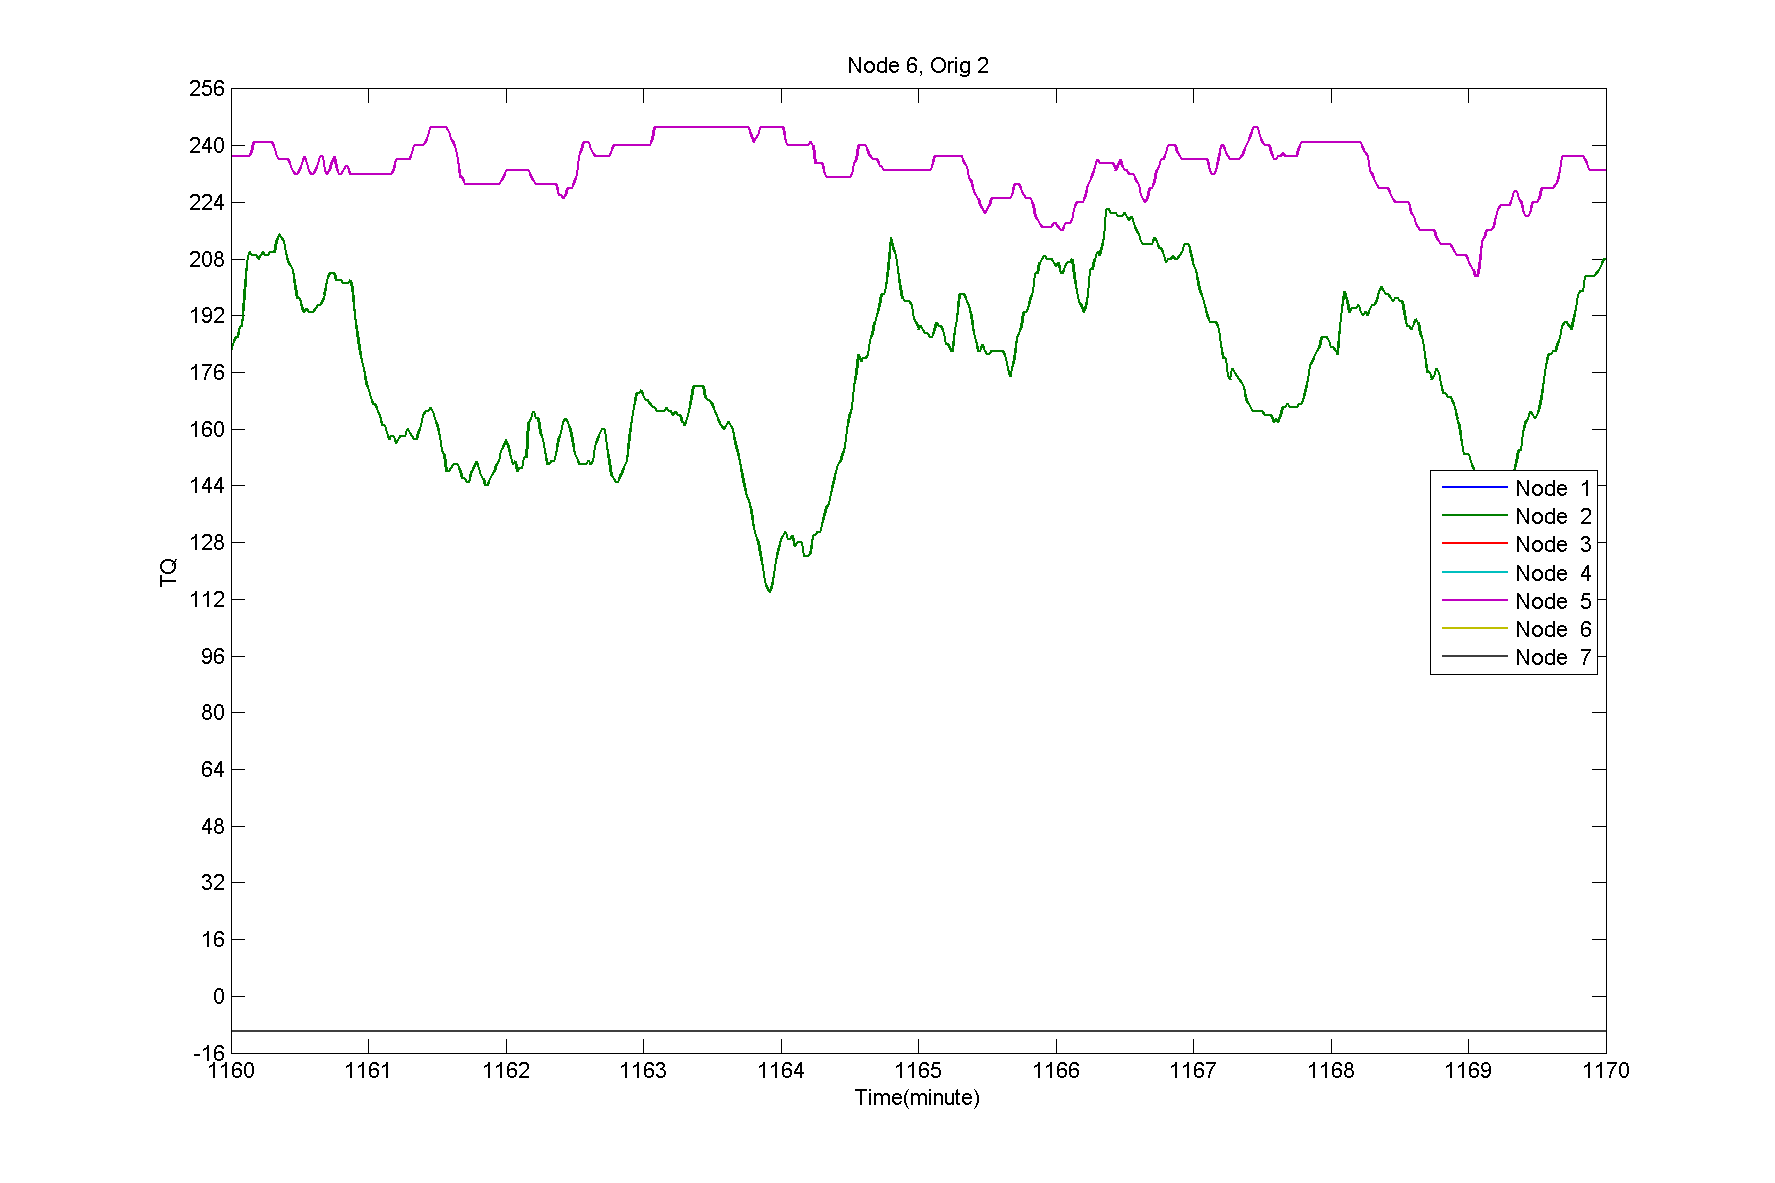 Node 6, Orig 2
256
240
224
208
192
176
160
144
128
112
96
80
64
48
32
16
0
-16
TQ
Node 1
Node 2
Node 3
Node 4
Node 5
Node 6
Node 7
1160 1161 1162 1163 1164 1165 1166 1167 1168 1169 1170
Time(minute)